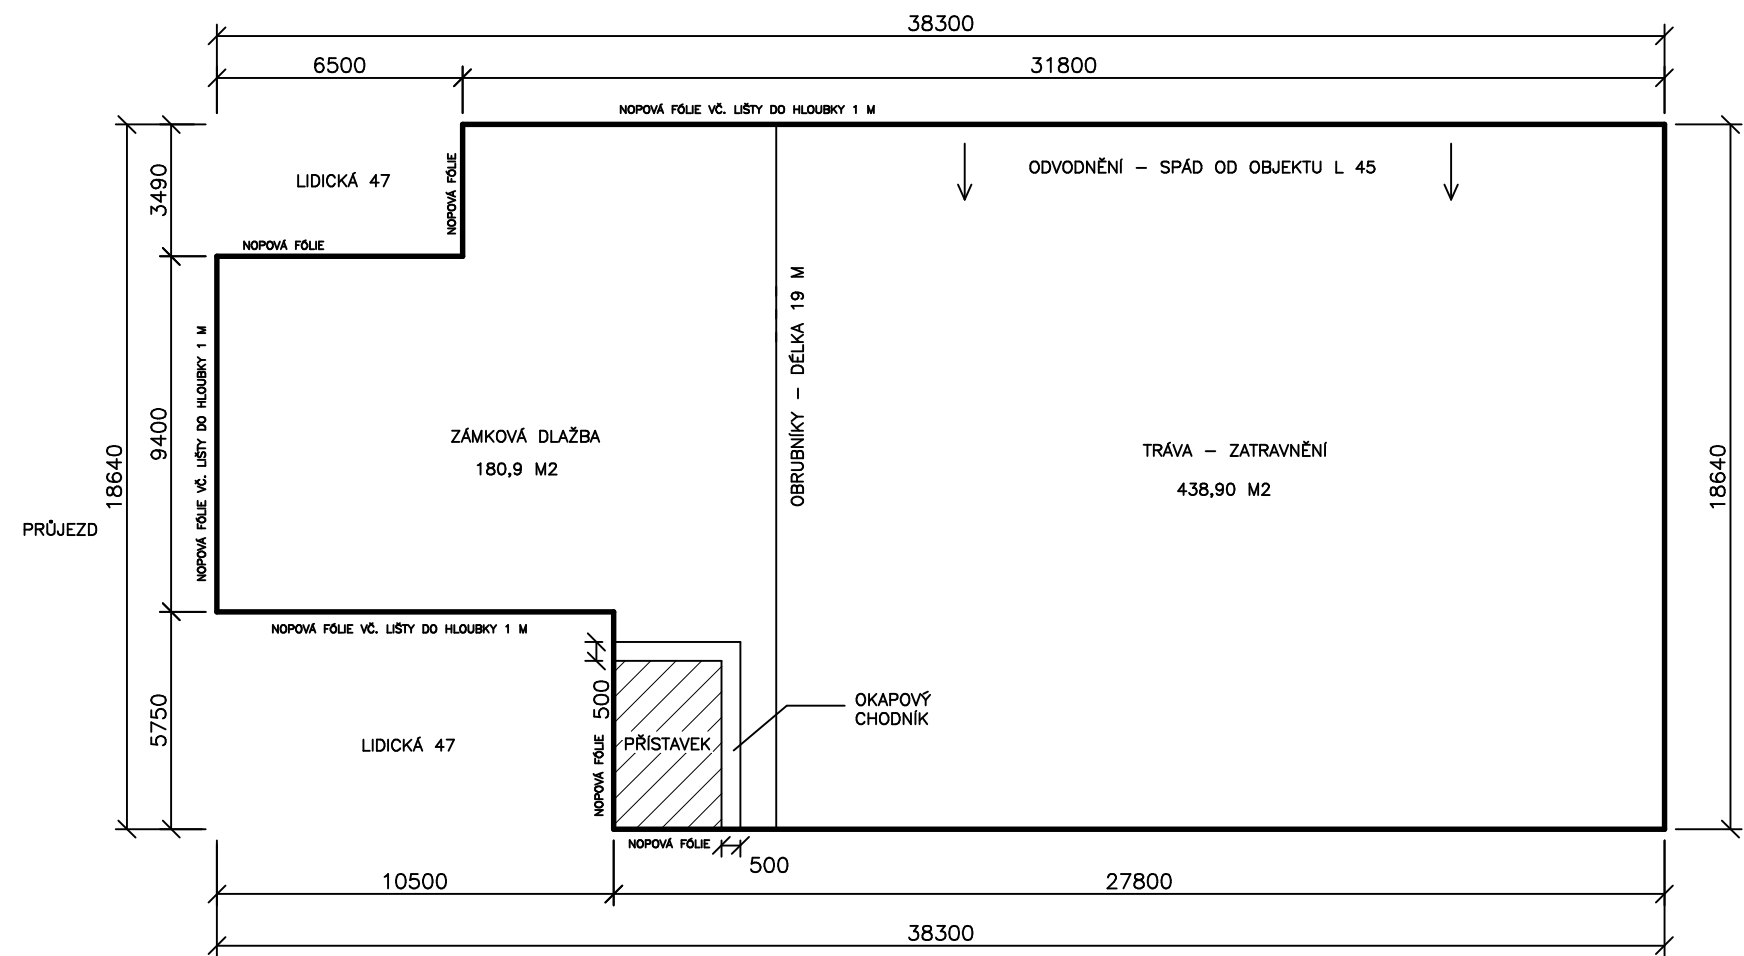 38300
6500
31800
NOPOVÁ FÓLIE VČ. LIŠTY DO HLOUBKY 1 M
3490
LIDICKÁ 47
NOPOVÁ FÓLIE
ODVODNĚNÍ – SPÁD OD OBJEKTU L 45
NOPOVÁ FÓLIE
NOPOVÁ FÓLIE VČ. LIŠTY DO HLOUBKY 1 M
OBRUBNÍKY – DÉLKA 19 M
9400
18640
ZÁMKOVÁ DLAŽBA
180,9 M2
TRÁVA – ZATRAVNĚNÍ
438,90 M2
18640
PRŮJEZD
NOPOVÁ FÓLIE VČ. LIŠTY DO HLOUBKY 1 M
500
5750
LIDICKÁ 47
NOPOVÁ FÓLIE
PŘÍSTAVEK
OKAPOVÝ
CHODNÍK
NOPOVÁ FÓLIE
500
10500
27800
38300